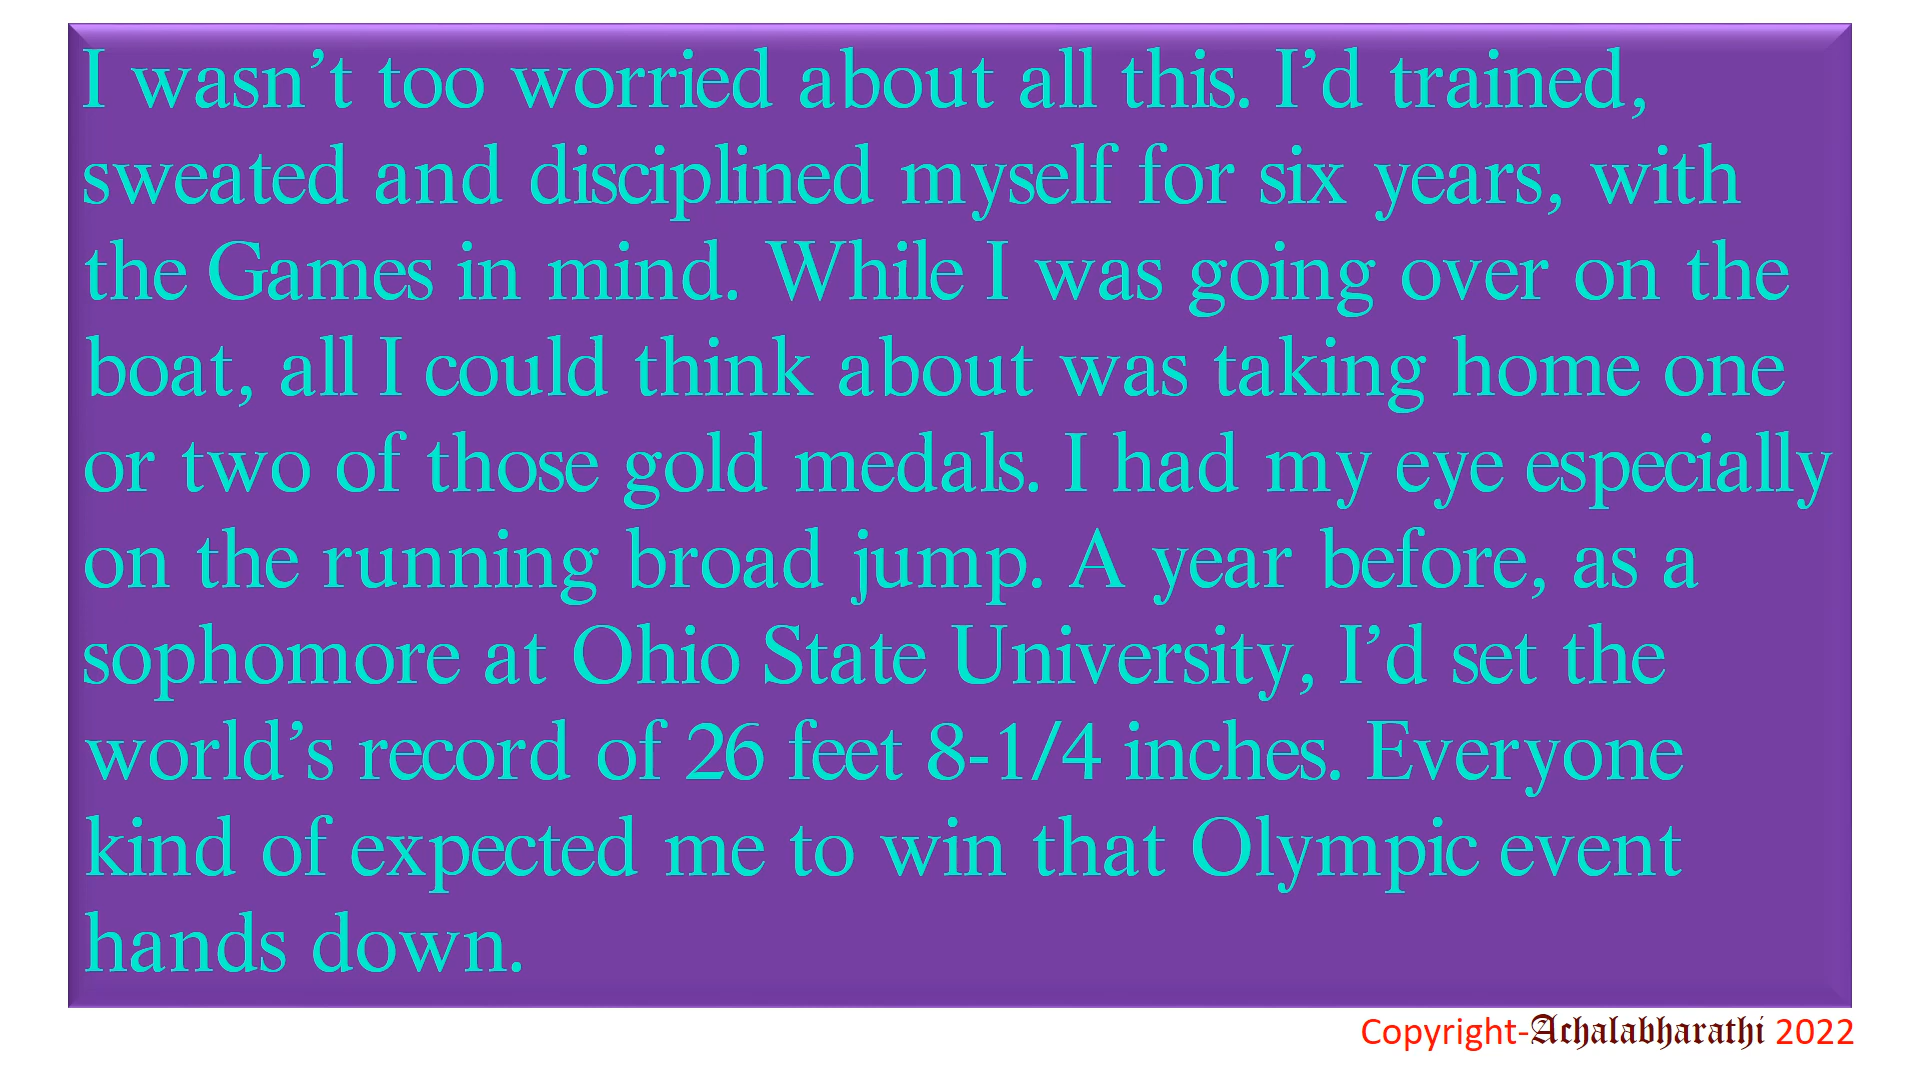 I wasn’t too worried about all this. I’d trained,
sweated and disciplined myself for six years, with
the Games in mind. While I was going over on the
boat, all I could think about was taking home one
or two of those gold medals. I had my eye especially
on the running broad jump. A year before, as a
sophomore at Ohio State University, I’d set the
world’s record of 26 feet 8-1/4 inches. Everyone
kind of expected me to win that Olympic event
hands down.
Copyright-Achalabharathi 2022